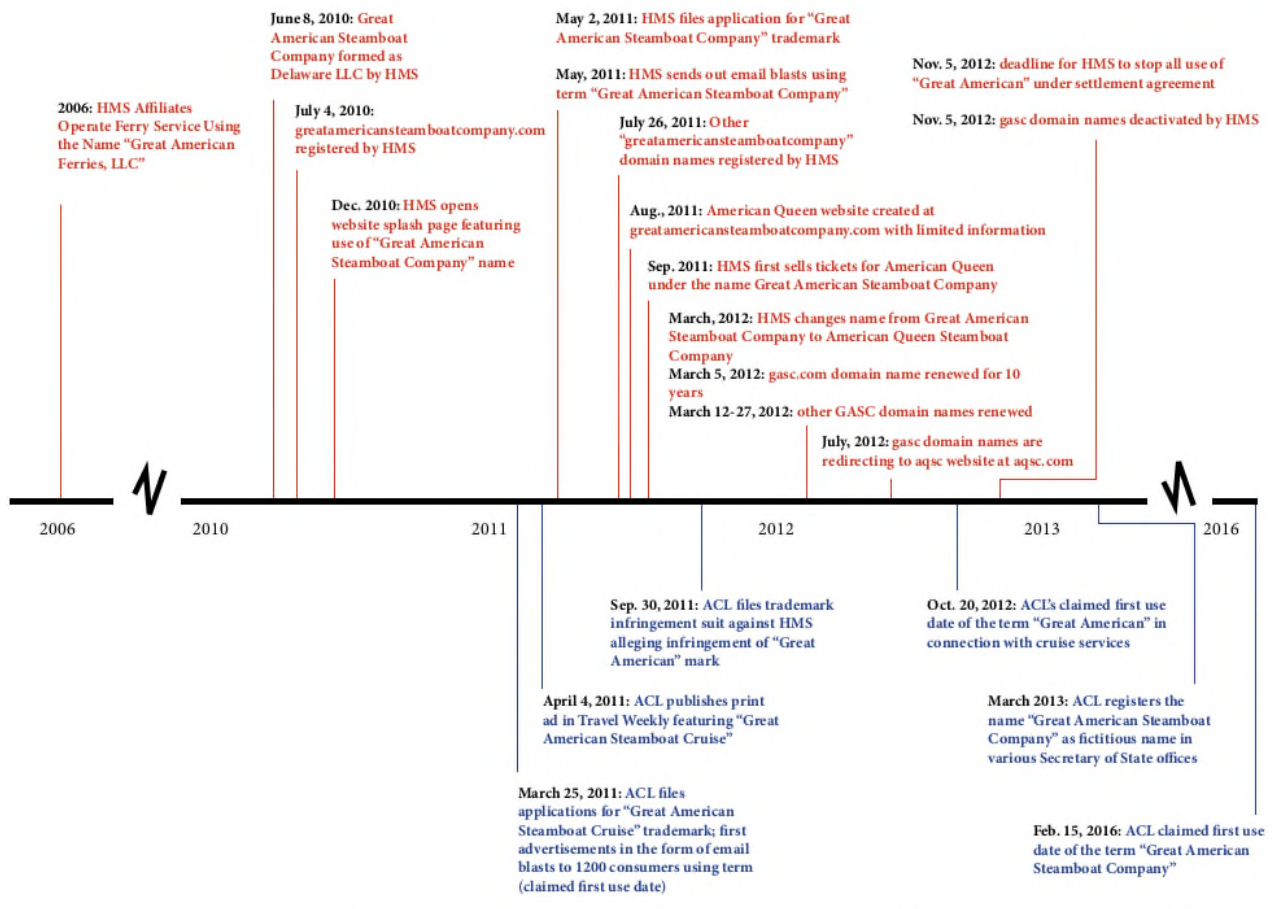 June 8, 2010: Great
American Steamboat
Company formed as
Delaware LLC by HMS
May 2, 2011: HMS files application for “Great
American Steamboat Company” trademark
May, 2011: HMS sends out email blasts using
term “Great American Steamboat Company”
Nov. 5, 2012: deadline for HMS to stop all use of
“Great American” under settlement agreement
Nov. 5, 2012: gasc domain names deactivated by HMS
2006: HMS Affiliates
Operate Ferry Service Using
the Name “Great American
Ferries, LLC”
July 4, 2010:
greatamericansteamboatcompany.com
registered by HMS
July 26, 2011: Other
“greatamericansteamboatcompany”
domain names registered by HMS
Dec. 2010: HMS opens
website splash page featuring
use of “Great American
Steamboat Company” name
Aug., 2011: American Queen website created at
greatamericansteamboatcompany.com with limited information
Sep. 2011: HMS first sells tickets for American Queen
under the name Great American Steamboat Company
March, 2012: HMS changes name from Great American
Steamboat Company to American Queen Steamboat
Company
March 5, 2012: gasc.com domain name renewed for 10
years
March 12-27, 2012: other GASC domain names renewed
July, 2012: gasc domain names are
redirecting to aqsc website at aqsc.com
2006 2010 2011 2012 2013 2016
Sep. 30, 2011: ACL files trademark
infringement suit against HMS
alleging infringement of “Great
American” mark
Oct. 20, 2012: ACL’s claimed first use
date of the term “Great American” in
connection with cruise services
April 4, 2011: ACL publishes print
ad in Travel Weekly featuring “Great
American Steamboat Cruise”
March 2013: ACL registers the
name “Great American Steamboat
Company” as fictitious name in
various Secretary of State offices
March 25, 2011: ACL files
applications for “Great American
Steamboat Cruise” trademark; first
advertisements in the form of email
blasts to 1200 consumers using term
(claimed first use date)
Feb. 15, 2016: ACL claimed first use
date of the term “Great American
Steamboat Company”